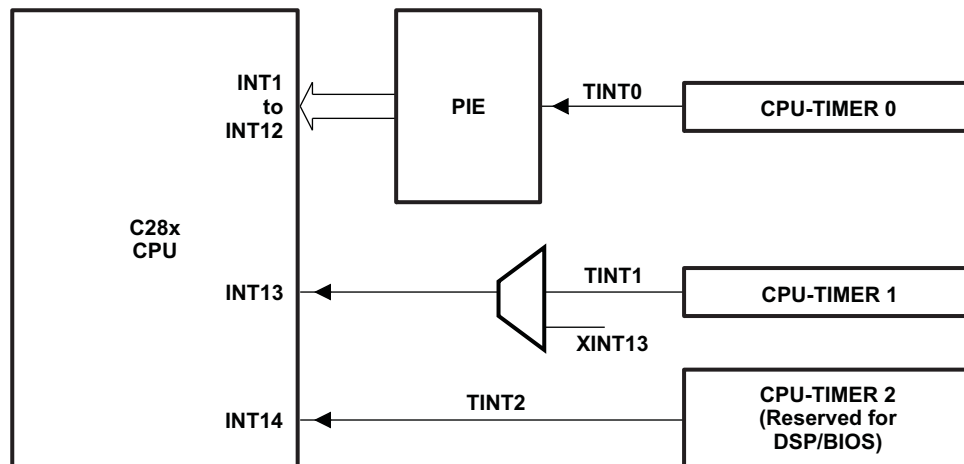 INT1
to
INT12
PIE
TINT0
CPU-TIMER 0
C28x
CPU
INT13
TINT1
CPU-TIMER 1
XINT13
INT14
TINT2
CPU-TIMER 2
(Reserved for
DSP/BIOS)